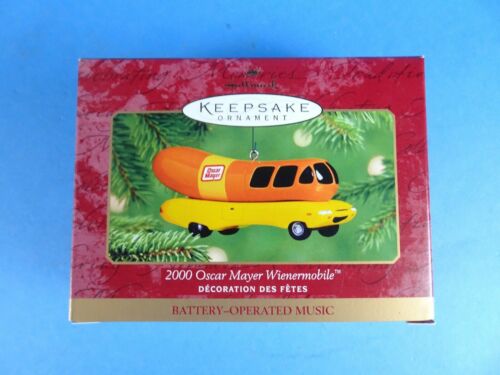 Hallmark
KEEPSAKE
ORNAMENT
Oscar
Mayer
2000 Oscar Mayer Wienermobile™
DÉCORATION DES FÊTES
BATTERY–OPERATED MUSIC